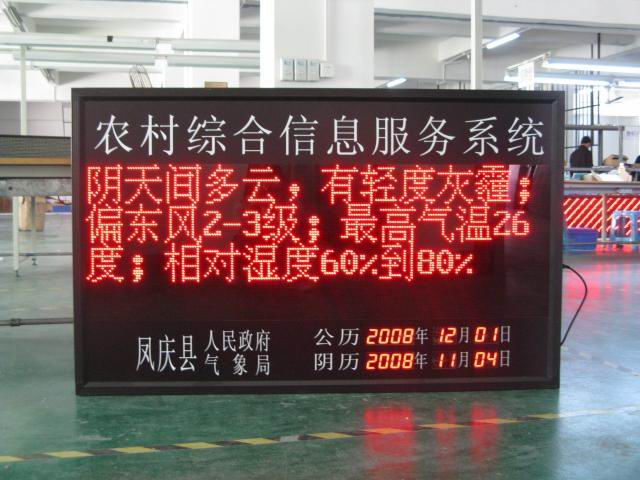 农村综合信息服务系统
阴天间多云；有轻度灰霾；
偏东风2-3级；最高气温26
度；相对湿度60%到80%
凤庆县 人民政府 气象局
公历 2008年 12月 01日
阴历 2008年 11月 04日